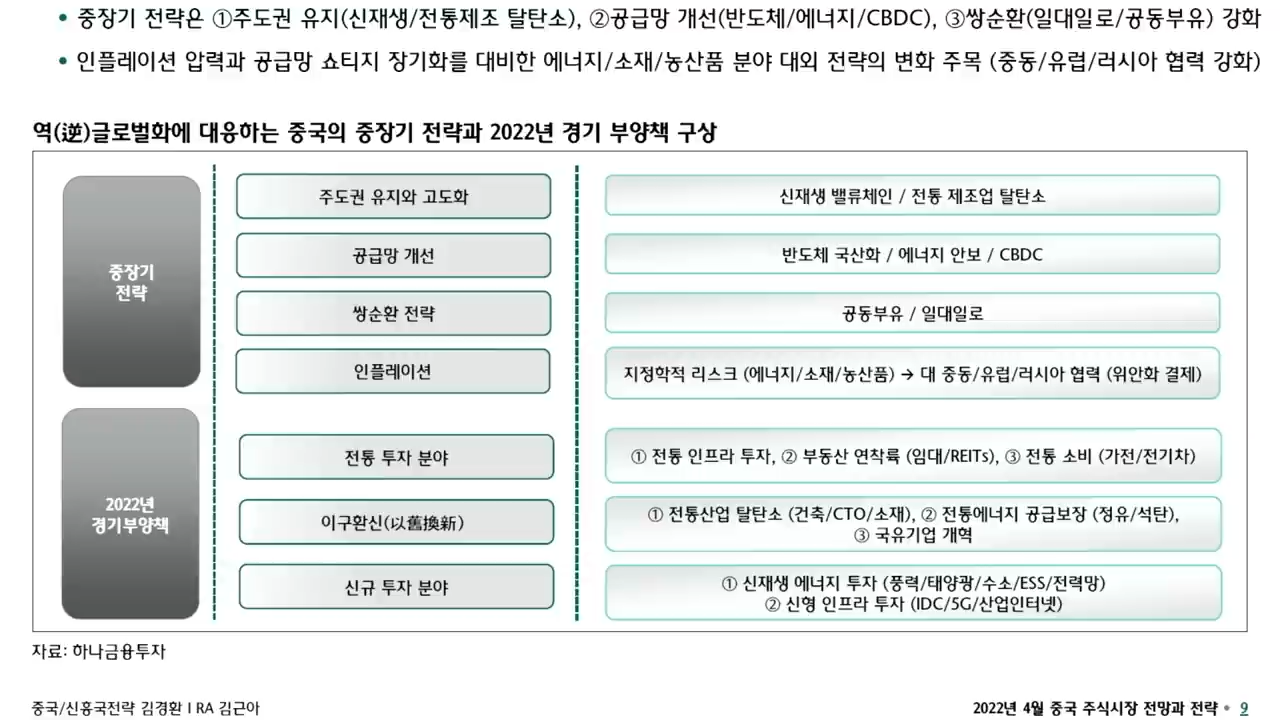 • 중장기 전략은 ①주도권 유지(신재생/전통제조 탈탄소), ②공급망 개선(반도체/에너지/CBDC), ③쌍순환(일대일로/공동부유) 강화
• 인플레이션 압력과 공급망 쇼티지 장기화를 대비한 에너지/소재/농산품 분야 대외 전략의 변화 주목 (중동/유럽/러시아 협력 강화)
역(逆)글로벌화에 대응하는 중국의 중장기 전략과 2022년 경기 부양책 구상
중장기
전략
주도권 유지와 고도화
신재생 밸류체인 / 전통 제조업 탈탄소
공급망 개선
반도체 국산화 / 에너지 안보 / CBDC
쌍순환 전략
공동부유 / 일대일로
인플레이션
지정학적 리스크 (에너지/소재/농산품) → 대 중동/유럽/러시아 협력 (위안화 결제)
2022년
경기부양책
전통 투자 분야
① 전통 인프라 투자, ② 부동산 연착륙 (임대/REITs), ③ 전통 소비 (가전/전기차)
이구환신(以舊換新)
① 전통산업 탈탄소 (건축/CTO/소재), ② 전통에너지 공급보장 (정유/석탄),
③ 국유기업 개혁
신규 투자 분야
① 신재생 에너지 투자 (풍력/태양광/수소/ESS/전력망)
② 신형 인프라 투자 (IDC/5G/산업인터넷)
자료: 하나금융투자
중국/신흥국전략 김경환 l RA 김근아
2022년 4월 중국 주식시장 전망과 전략 • 9